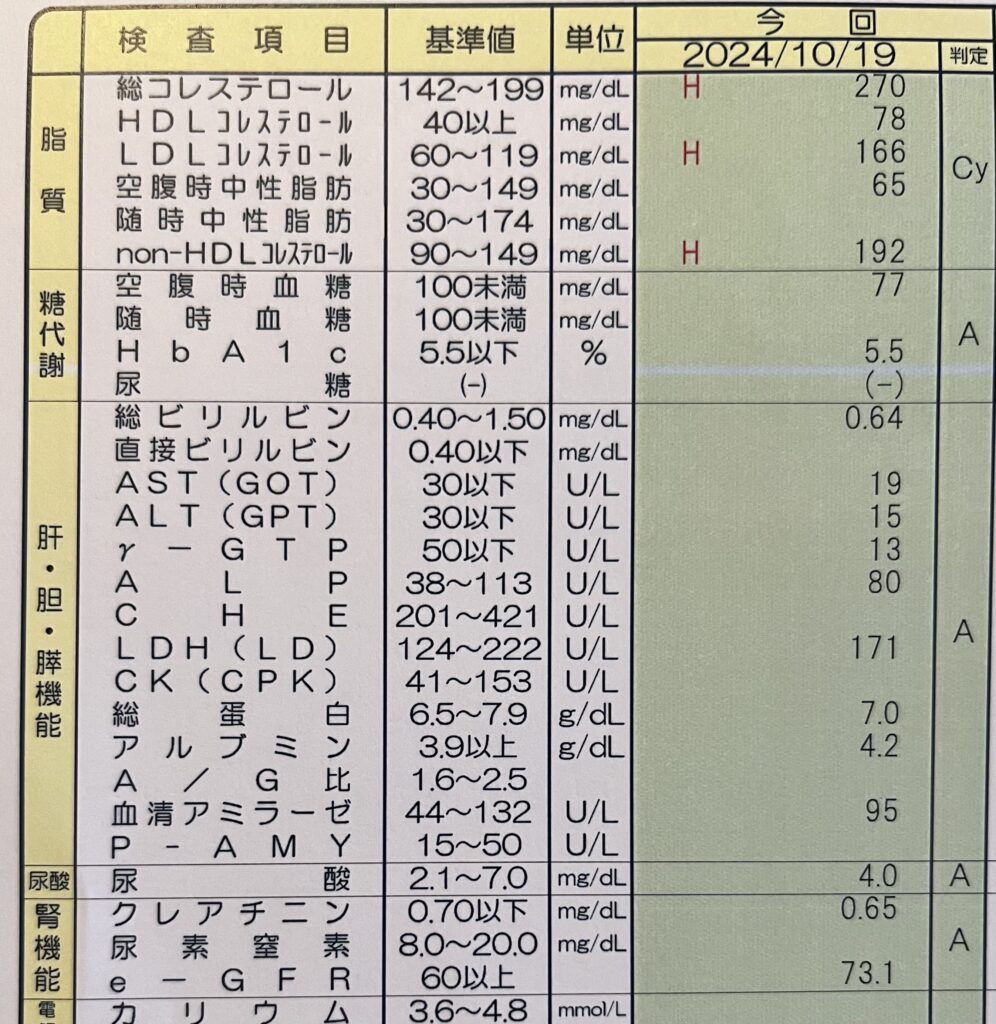 検査項目 基準値 単位 今回
2024/10/19 判定
脂質
総コレステロール 142～199 mg/dL H 270
HDLコレステロール 40以上 mg/dL 78
LDLコレステロール 60～119 mg/dL H 166 Cy
空腹時中性脂肪 30～149 mg/dL 65
随時中性脂肪 30～174 mg/dL
non-HDLコレステロール 90～149 mg/dL H 192
糖代謝
空腹時血糖 100未満 mg/dL 77
随時血糖 100未満 mg/dL A
HbA1c 5.5以下 % 5.5
尿糖 (-) (-)
肝・胆・膵機能
総ビリルビン 0.40～1.50 mg/dL 0.64
直接ビリルビン 0.40以下 mg/dL
AST(GOT) 30以下 U/L 19
ALT(GPT) 30以下 U/L 15
γ-GTP 50以下 U/L 13
ALP 38～113 U/L 80
CHE 201～421 U/L A
LDH(LD) 124～222 U/L 171
CK(CPK) 41～153 U/L
総蛋白 6.5～7.9 g/dL 7.0
アルブミン 3.9以上 g/dL 4.2
A/G比 1.6～2.5
血清アミラーゼ 44～132 U/L 95
P-AMY 15～50 U/L
尿酸 尿酸 2.1～7.0 mg/dL 4.0 A
腎機能
クレアチニン 0.70以下 mg/dL 0.65
尿素窒素 8.0～20.0 mg/dL A
e-GFR 60以上 73.1
電
カリウム 3.6～4.8 mmol/L